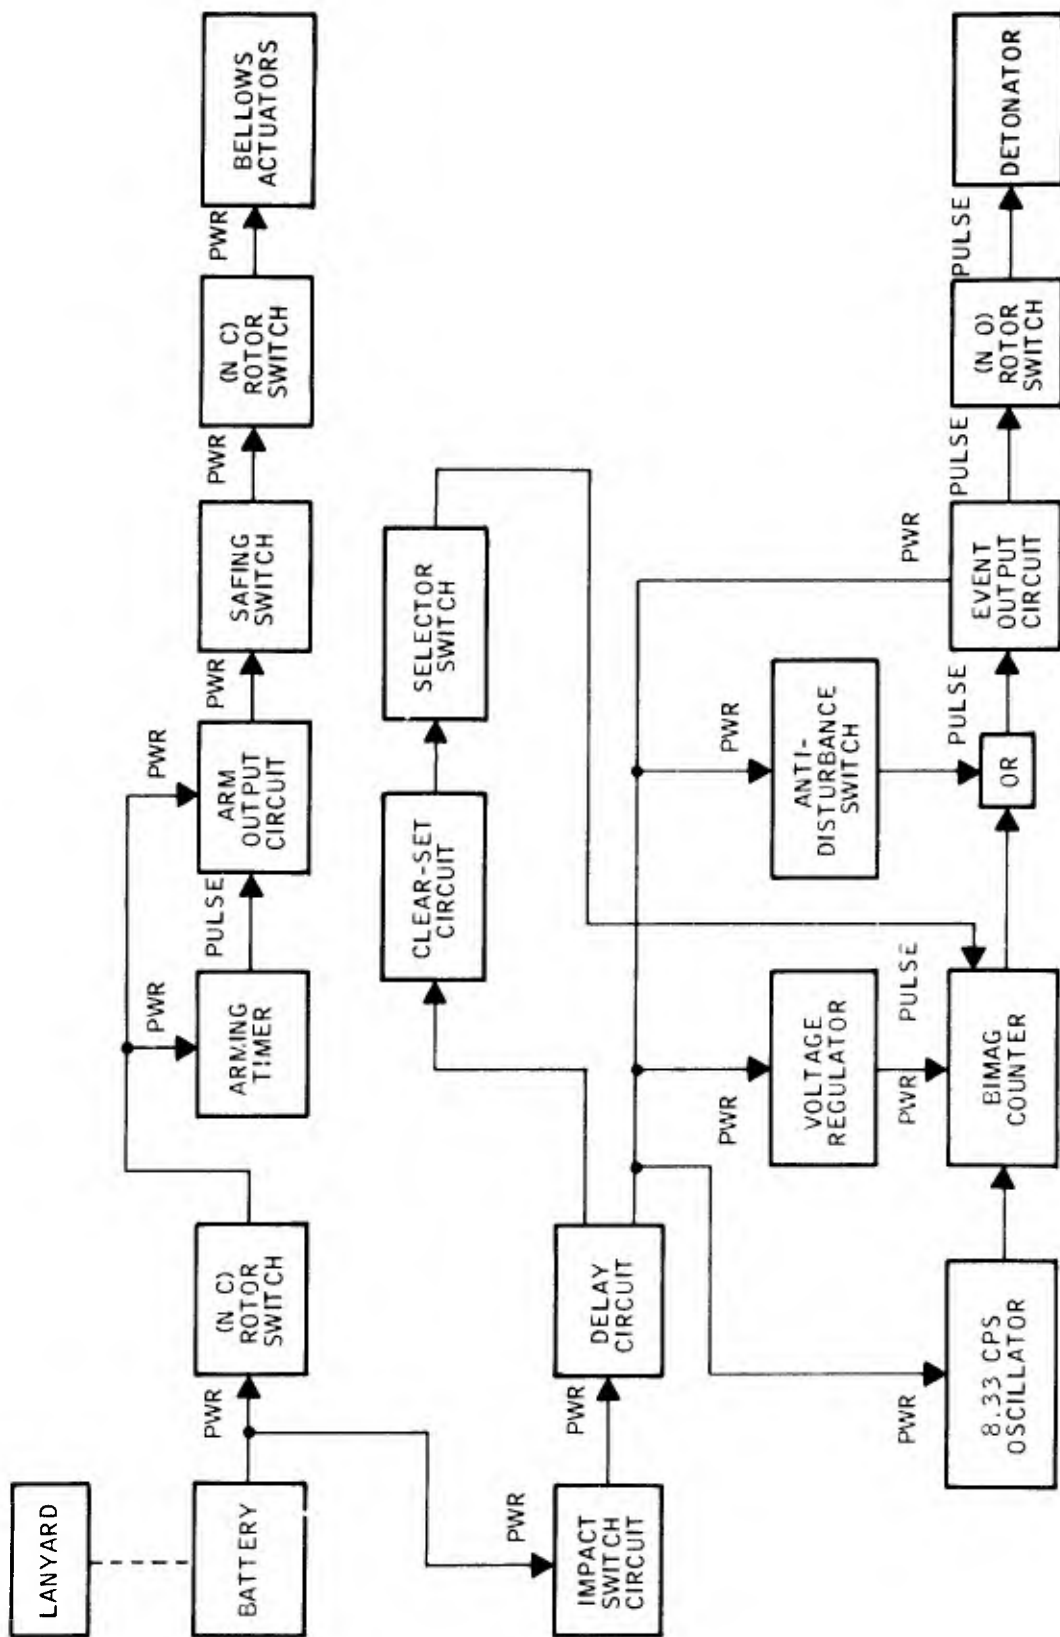 LANYARD
BATTERY
PWR
(N C)
ROTOR
SWITCH
PWR
ARMING
TIMER
PULSE
PWR
ARM
OUTPUT
CIRCUIT
PWR
SAFING
SWITCH
PWR
(N C)
ROTOR
SWITCH
PWR
BELLOWS
ACTUATORS
PWR
IMPACT
SWITCH
CIRCUIT
PWR
DELAY
CIRCUIT
CLEAR-SET
CIRCUIT
SELECTOR
SWITCH
PWR
VOLTAGE
REGULATOR
PWR
PULSE
PWR
ANTI-
DISTURBANCE
SWITCH
PWR
8.33 CPS
OSCILLATOR
BIMAG
COUNTER
OR
PULSE
PWR
EVENT
OUTPUT
CIRCUIT
PULSE
(N O)
ROTOR
SWITCH
PULSE
DETONATOR